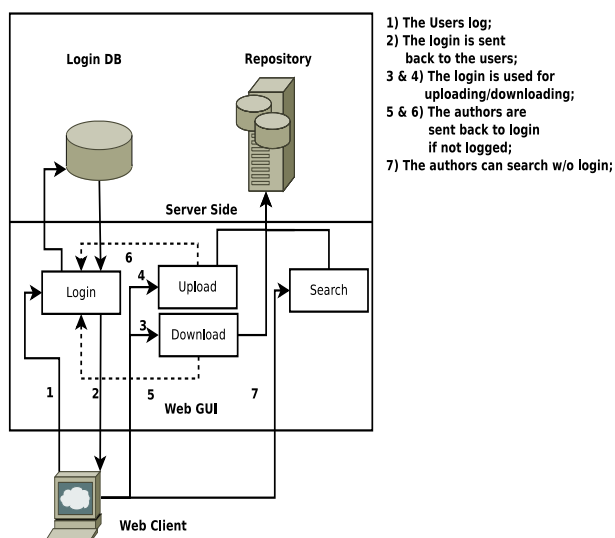 Login DB
Repository
Server Side
6
4
Login
Upload
Search
3
Download
1
2
5
7
Web GUI
Web Client
1) The Users log;
2) The login is sent
back to the users;
3 & 4) The login is used for
uploading/downloading;
5 & 6) The authors are
sent back to login
if not logged;
7) The authors can search w/o login;